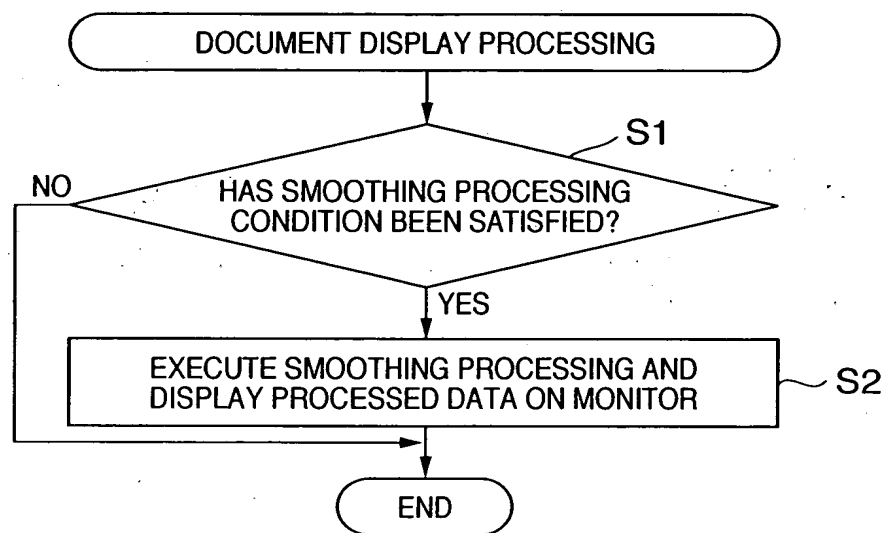 DOCUMENT DISPLAY PROCESSING
S1
NO
HAS SMOOTHING PROCESSING
CONDITION BEEN SATISFIED?
YES
EXECUTE SMOOTHING PROCESSING AND
DISPLAY PROCESSED DATA ON MONITOR
S2
END